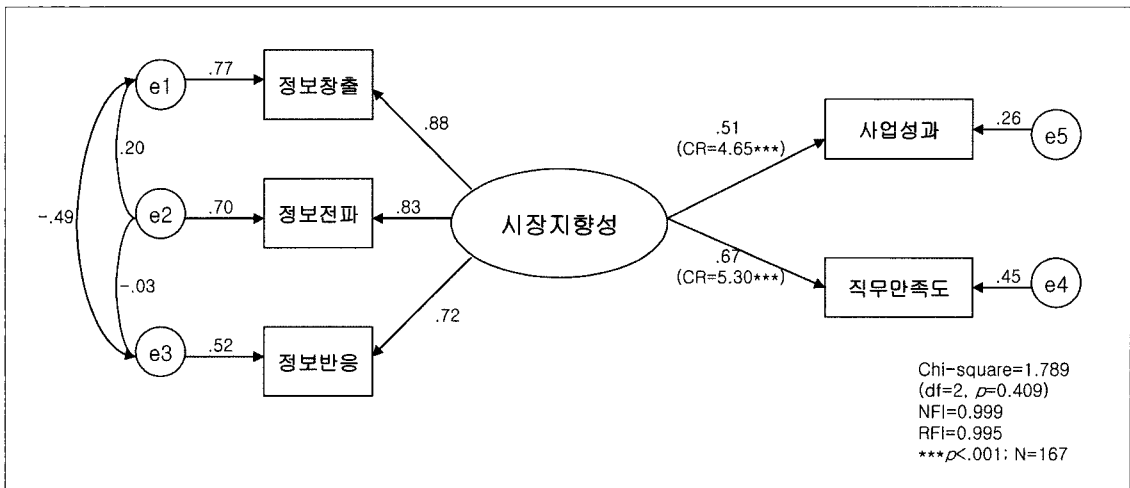 e1
.77
정보창출
.88
.20
-.49
e2
.70
정보전파
.83
시장지향성
-.03
e3
.52
정보반응
.72
.51
(CR=4.65***)
사업성과
.26
e5
.67
(CR=5.30***)
직무만족도
.45
e4
Chi-square=1.789
(df=2, p=0.409)
NFI=0.999
RFI=0.995
***p<.001; N=167